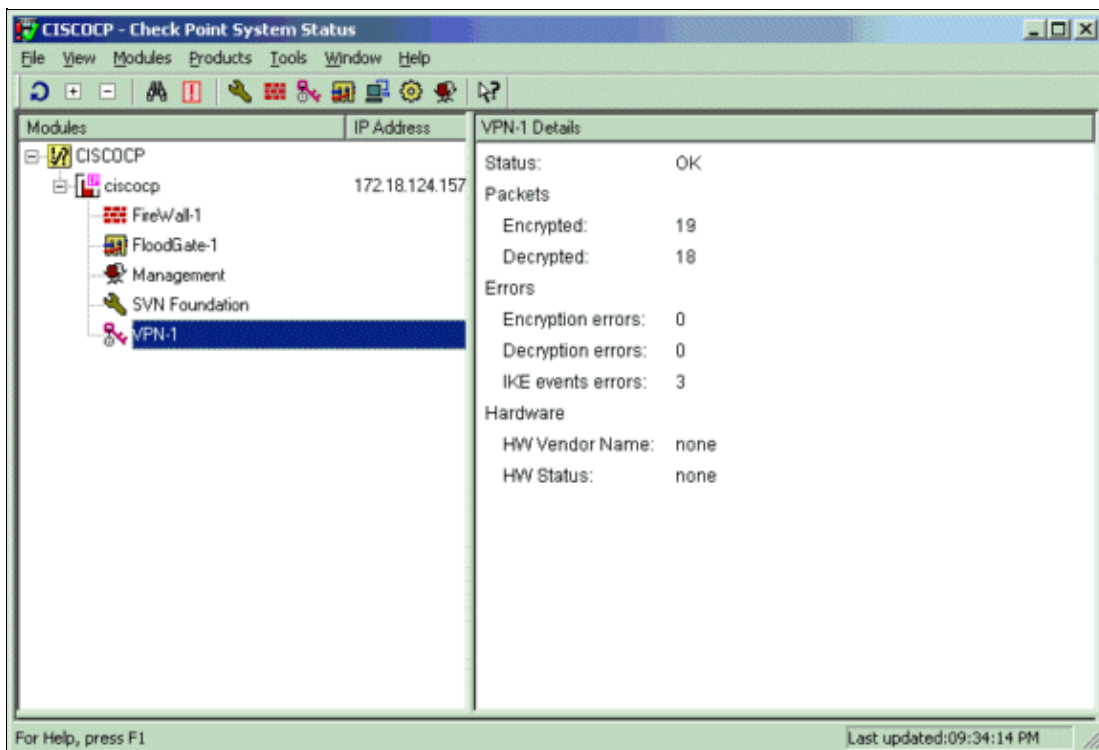 CISCOCP - Check Point System Status
File View Modules Products Tools Window Help
Modules IP Address VPN-1 Details
CISCOCP
Status: OK
ciscocp 172.18.124.157
Packets
FireWall-1
Encrypted: 19
FloodGate-1
Decrypted: 18
Management
Errors
SVN Foundation
Encryption errors: 0
VPN-1
Decryption errors: 0
IKE events errors: 3
Hardware
HW Vendor Name: none
HW Status: none
For Help, press F1 Last updated:09:34:14 PM